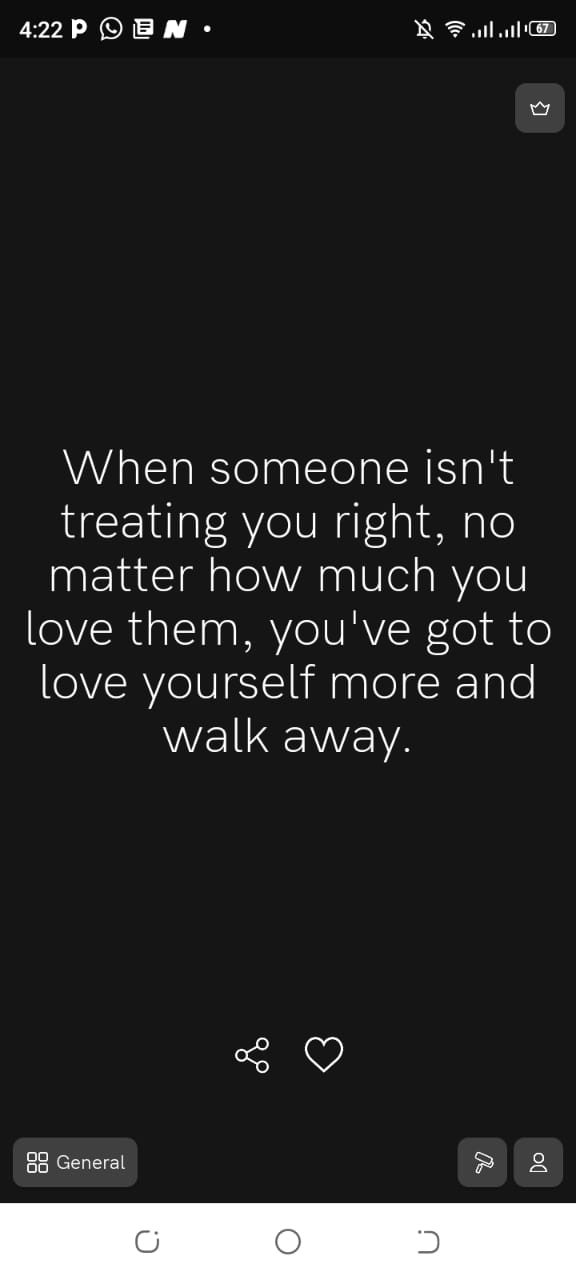 4:22
67
When someone isn't
treating you right, no
matter how much you
love them, you've got to
love yourself more and
walk away.
General